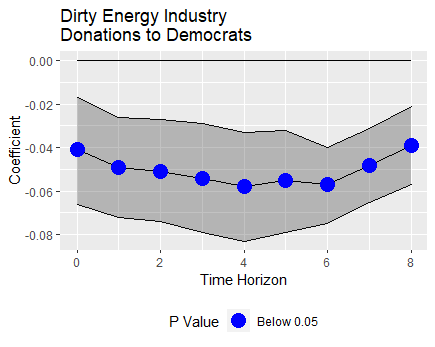 Dirty Energy Industry
Donations to Democrats
Coefficient
0.00
-0.02
-0.04
-0.06
-0.08
0 2 4 6 8
Time Horizon
P Value Below 0.05